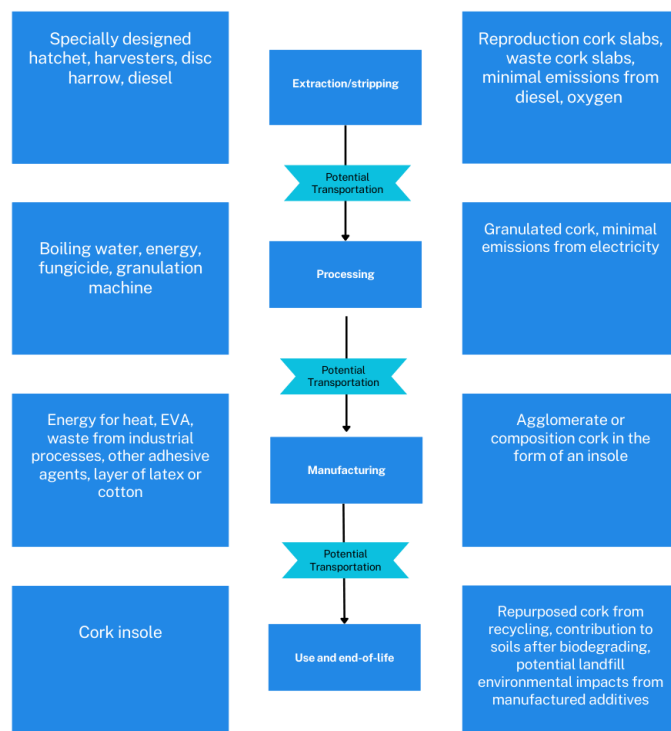 Specially designed
hatchet, harvesters, disc
harrow, diesel
Extraction/stripping
Reproduction cork slabs,
waste cork slabs,
minimal emissions from
diesel, oxygen
Potential
Transportation
Boiling water, energy,
fungicide, granulation
machine
Processing
Granulated cork, minimal
emissions from electricity
Potential
Transportation
Energy for heat, EVA,
waste from industrial
processes, other adhesive
agents, layer of latex or
cotton
Manufacturing
Agglomerate or
composition cork in the
form of an insole
Potential
Transportation
Cork insole
Use and end-of-life
Repurposed cork from
recycling, contribution to
soils after biodegrading,
potential landfill
environmental impacts from
manufactured additives